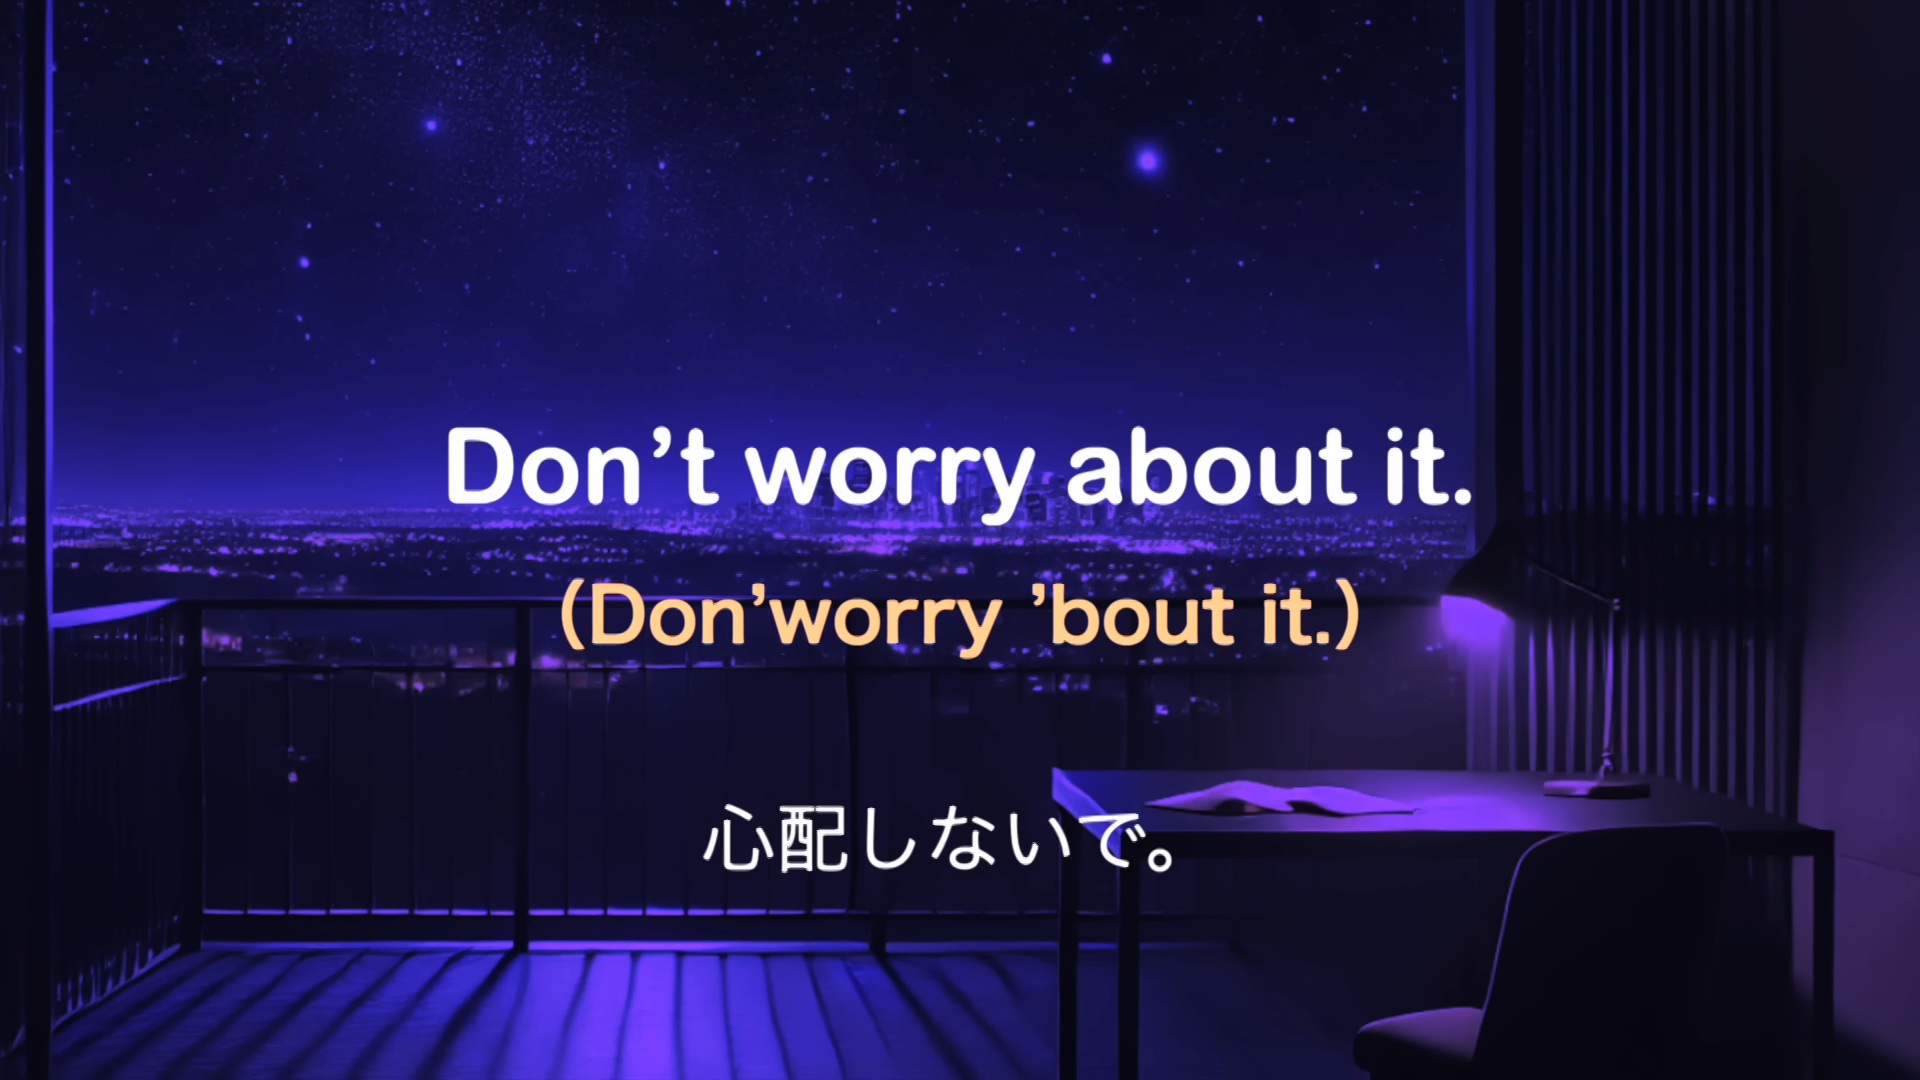 Don’t worry about it.
(Don’worry ’bout it.)
心配しないで。